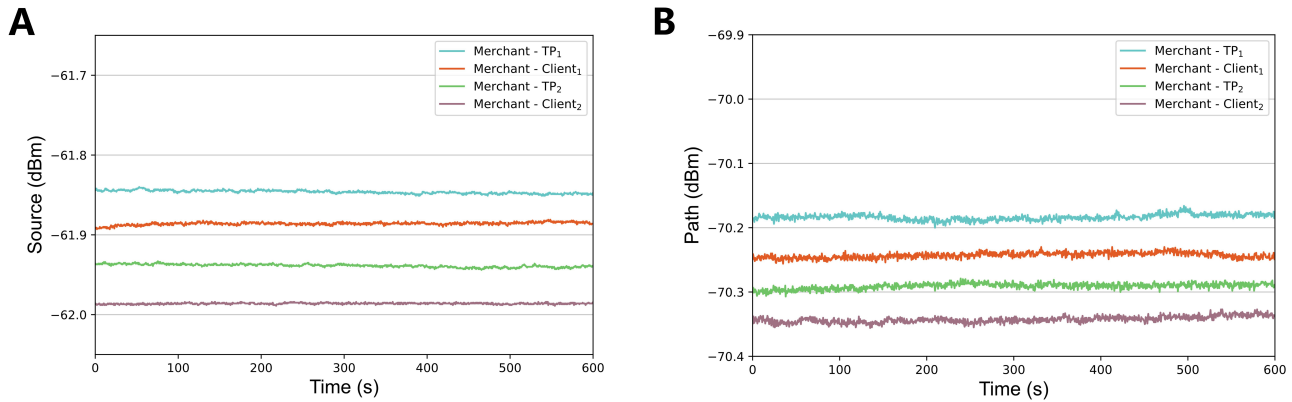 A
Source (dBm)
−61.7
−61.8
−61.9
−62.0
0 100 200 300 400 500 600
Time (s)
Merchant - TP₁
Merchant - Client₁
Merchant - TP₂
Merchant - Client₂
B
Path (dBm)
−69.9
−70.0
−70.1
−70.2
−70.3
−70.4
0 100 200 300 400 500 600
Time (s)
Merchant - TP₁
Merchant - Client₁
Merchant - TP₂
Merchant - Client₂